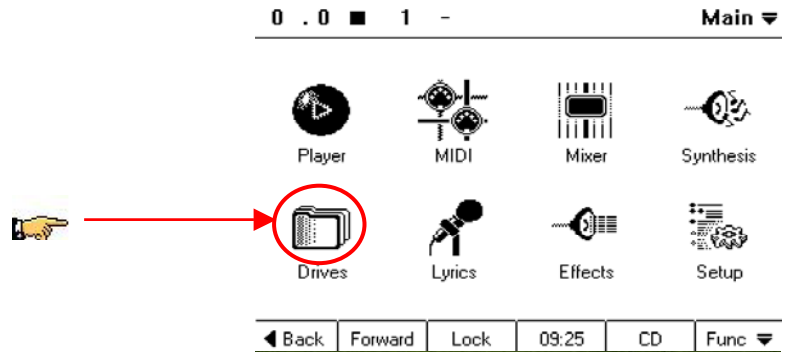 0 .0 ■ 1 - Main ▼
Player MIDI Mixer Synthesis
Drives Lyrics Effects Setup
◀ Back Forward Lock 09:25 CD Func ▼